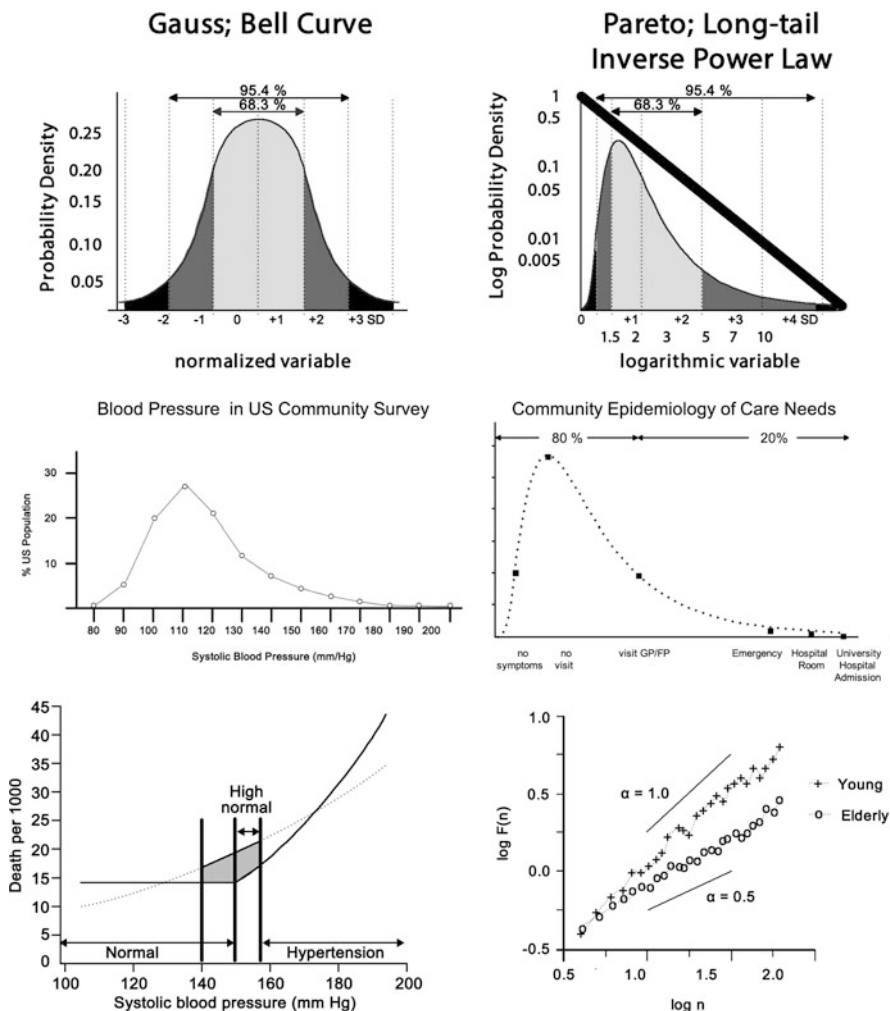 Gauss; Bell Curve
Pareto; Long-tail
Inverse Power Law
95.4 %
68.3 %
Probability Density
0.25
0.20
0.15
0.10
0.05
-3 -2 -1 0 +1 +2 +3 SD
normalized variable
95.4 %
68.3 %
Log Probability Density
1
0.5
0.1
0.05
0.01
0.005
0 +1 +2 +3 +4 SD
1.5 2 3 5 7 10
logarithmic variable
Blood Pressure in US Community Survey
% US Population
30
20
10
80 90 100 110 120 130 140 150 160 170 180 190 200
Systolic Blood Pressure (mm/Hg)
Community Epidemiology of Care Needs
80 % 20%
no symptoms
no visit
visit GP/FP
Emergency
Hospital Room
University Hospital Admission
Death per 1000
45
40
35
30
25
20
15
10
5
0
High normal
Normal
Hypertension
100 120 140 160 180 200
Systolic blood pressure (mm Hg)
log F(n)
1.0
0.5
0.0
-0.5
α = 1.0
α = 0.5
+ Young
o Elderly
0.5 1.0 1.5 2.0
log n